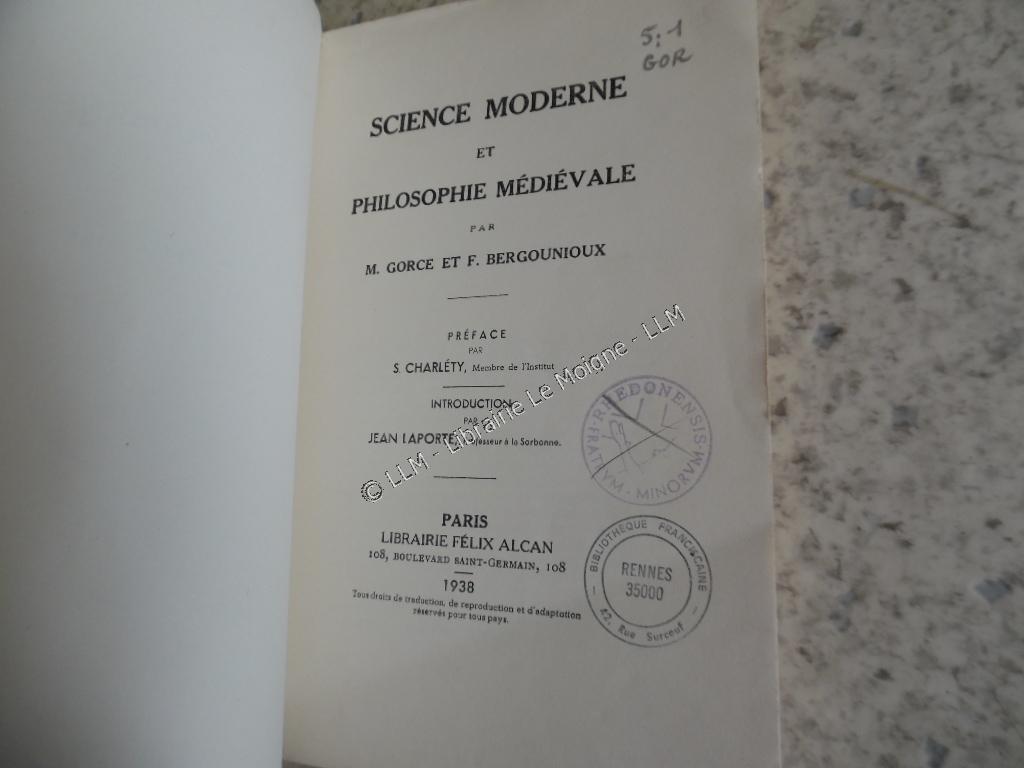 5:1
GOR
SCIENCE MODERNE
ET
PHILOSOPHIE MÉDIÉVALE
PAR
M. GORCE ET F. BERGOUNIOUX
PRÉFACE
PAR
S. CHARLÉTY, Membre de l'Institut
INTRODUCTION
PAR
JEAN LAPORTE, Professeur à la Sorbonne.
© LLM - Librairie Le Moigne - LLM
PARIS
LIBRAIRIE FÉLIX ALCAN
108, BOULEVARD SAINT-GERMAIN, 108
1938
Tous droits de traduction, de reproduction et d'adaptation
réservés pour tous pays.
RHEDONENSIS
FRATRVM - MINORVM
BIBLIOTHEQUE FRANCISCAINE
RENNES
35000
42, Rue Surcouf